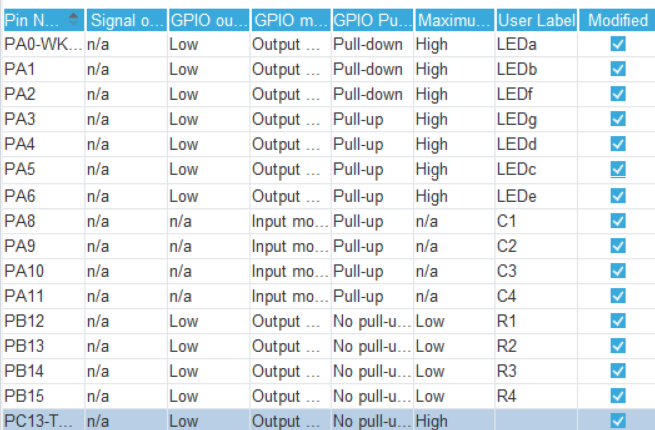 Pin N... Signal o... GPIO ou... GPIO m... GPIO Pu... Maximu... User Label Modified
PA0-WK... n/a Low Output ... Pull-down High LEDa
PA1 n/a Low Output ... Pull-down High LEDb
PA2 n/a Low Output ... Pull-down High LEDf
PA3 n/a Low Output ... Pull-up High LEDg
PA4 n/a Low Output ... Pull-up High LEDd
PA5 n/a Low Output ... Pull-up High LEDc
PA6 n/a Low Output ... Pull-up High LEDe
PA8 n/a n/a Input mo... Pull-up n/a C1
PA9 n/a n/a Input mo... Pull-up n/a C2
PA10 n/a n/a Input mo... Pull-up n/a C3
PA11 n/a n/a Input mo... Pull-up n/a C4
PB12 n/a Low Output ... No pull-u... Low R1
PB13 n/a Low Output ... No pull-u... Low R2
PB14 n/a Low Output ... No pull-u... Low R3
PB15 n/a Low Output ... No pull-u... Low R4
PC13-T... n/a Low Output ... No pull-u... High